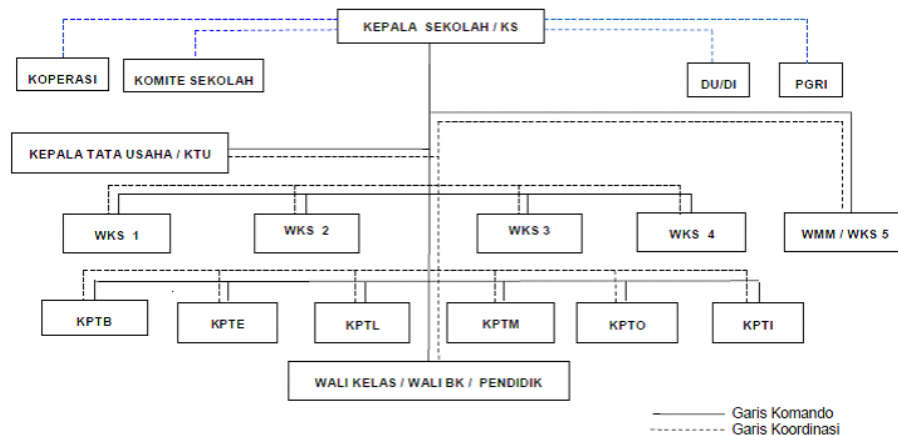 KEPALA SEKOLAH / KS
KOPERASI
KOMITE SEKOLAH
DU/DI
PGRI
KEPALA TATA USAHA / KTU
WKS 1
WKS 2
WKS 3
WKS 4
WMM / WKS 5
KPTB
KPTE
KPTL
KPTM
KPTO
KPTI
WALI KELAS / WALI BK / PENDIDIK
Garis Komando
Garis Koordinasi